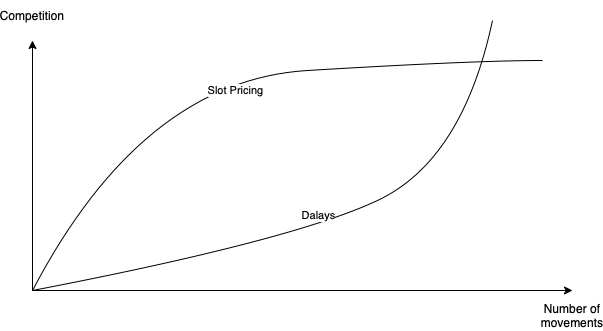 Competition
Slot Pricing
Dalays
Number of
movements